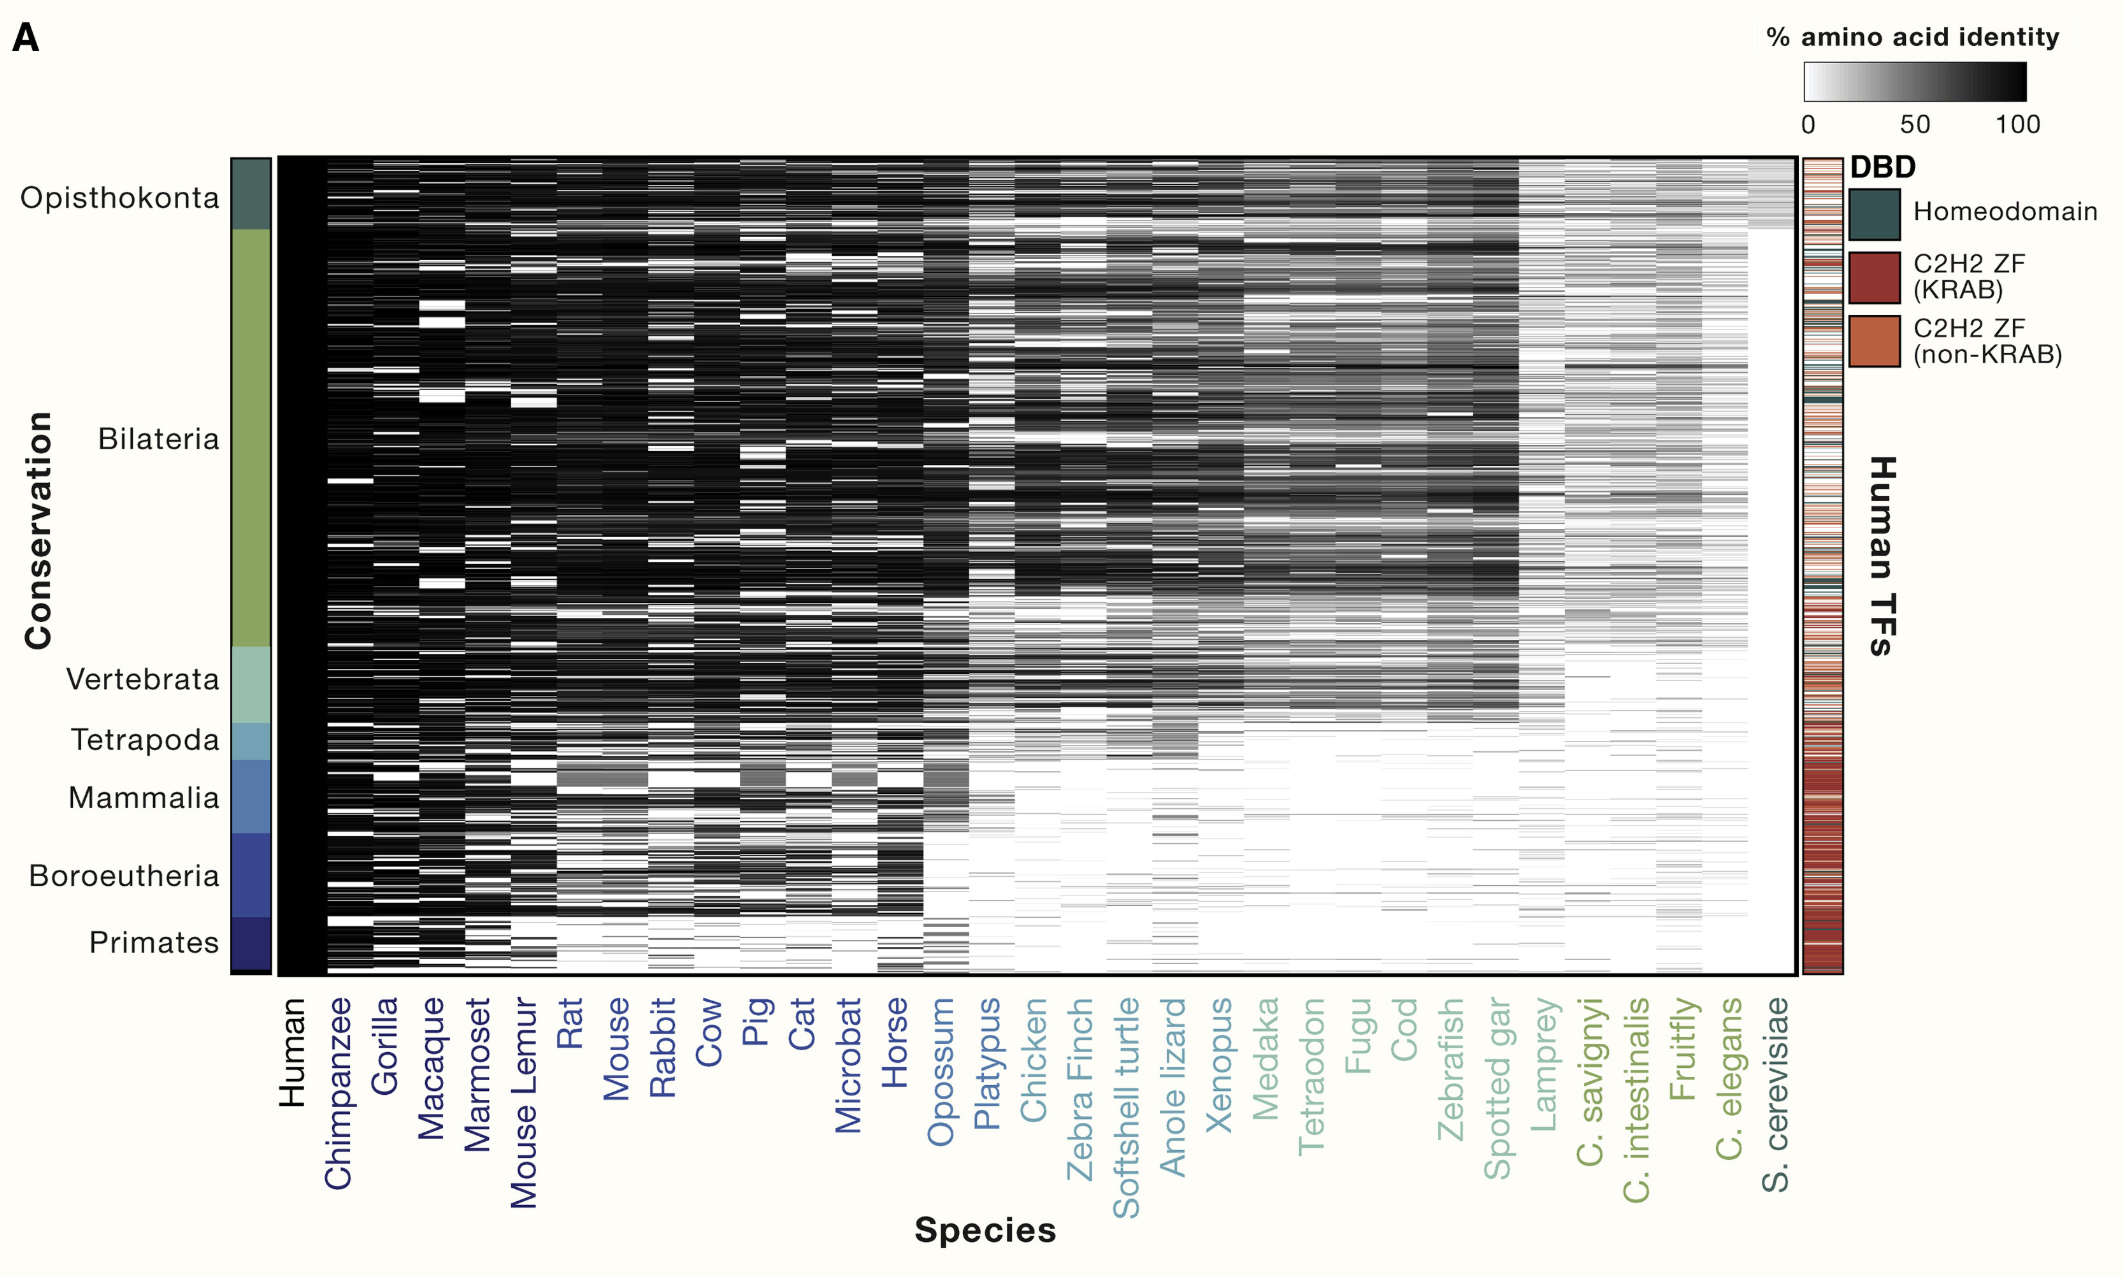 A
% amino acid identity
0 50 100
DBD
Homeodomain
C2H2 ZF
(KRAB)
C2H2 ZF
(non-KRAB)
Human TFs
Conservation
Opisthokonta
Bilateria
Vertebrata
Tetrapoda
Mammalia
Boroeutheria
Primates
Human
Chimpanzee
Gorilla
Macaque
Marmoset
Mouse Lemur
Rat
Mouse
Rabbit
Cow
Pig
Cat
Microbat
Horse
Opossum
Platypus
Chicken
Zebra Finch
Softshell turtle
Anole lizard
Xenopus
Medaka
Tetraodon
Fugu
Cod
Zebrafish
Spotted gar
Lamprey
C. savignyi
C. intestinalis
Fruitfly
C. elegans
S. cerevisiae
Species